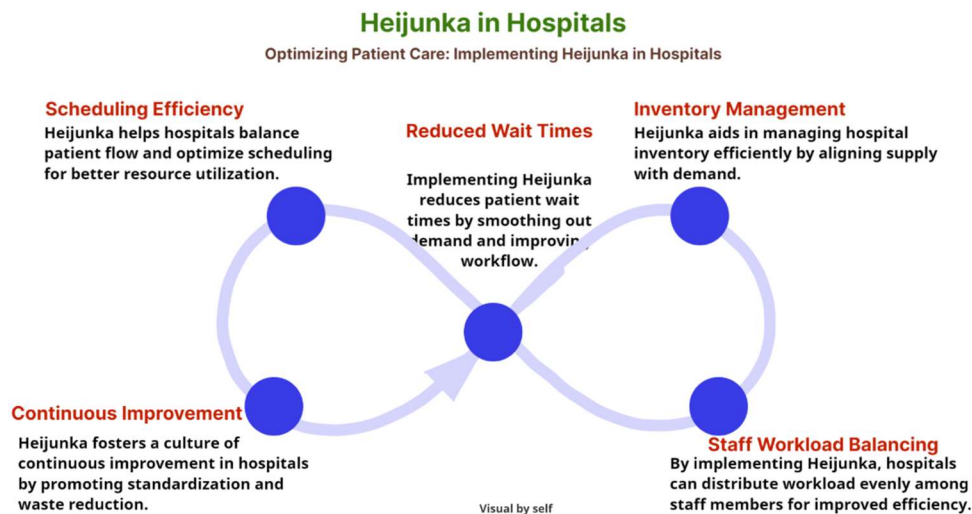 Heijunka in Hospitals
Optimizing Patient Care: Implementing Heijunka in Hospitals
Scheduling Efficiency
Heijunka helps hospitals balance
patient flow and optimize scheduling
for better resource utilization.
Reduced Wait Times
Implementing Heijunka
reduces patient wait
times by smoothing out
demand and improving
workflow.
Inventory Management
Heijunka aids in managing hospital
inventory efficiently by aligning supply
with demand.
Continuous Improvement
Heijunka fosters a culture of
continuous improvement in hospitals
by promoting standardization and
waste reduction.
Staff Workload Balancing
By implementing Heijunka, hospitals
can distribute workload evenly among
staff members for improved efficiency.
Visual by self